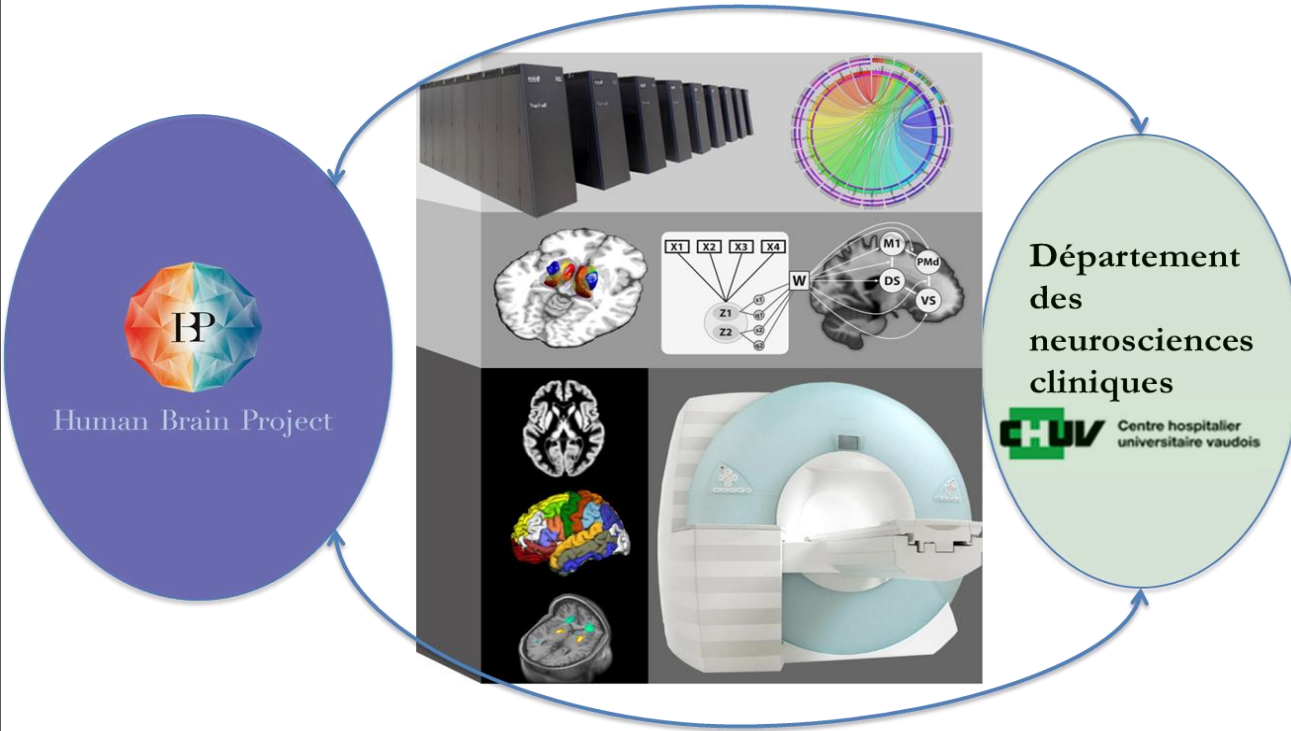 HBP
Human Brain Project
X1 X2 X3 X4
W
Z1
Z2
M1
PMd
DS
VS
Département
des
neurosciences
cliniques
CHUV
Centre hospitalier
universitaire vaudois